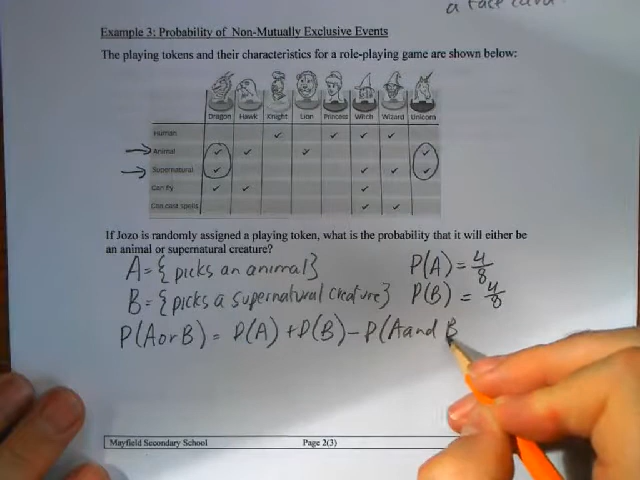 a face card
Example 3: Probability of Non-Mutually Exclusive Events
The playing tokens and their characteristics for a role-playing game are shown below:
Dragon Hawk Knight Lion Princess Witch Wizard Unicorn
Human ✓ ✓ ✓ ✓
Animal ✓ ✓ ✓ ✓
Supernatural ✓ ✓ ✓ ✓
Can fly ✓ ✓ ✓
Can cast spells ✓ ✓
If Jozo is randomly assigned a playing token, what is the probability that it will either be
an animal or supernatural creature?
A = { picks an animal} P(A) = 4/8
B = {picks a supernatural creature} P(B) = 4/8
P(A or B) = P(A) + P(B) - P(A and B
Mayfield Secondary School Page 2(3)